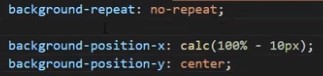 background-repeat: no-repeat;
background-position-x: calc(100% - 10px);
background-position-y: center;